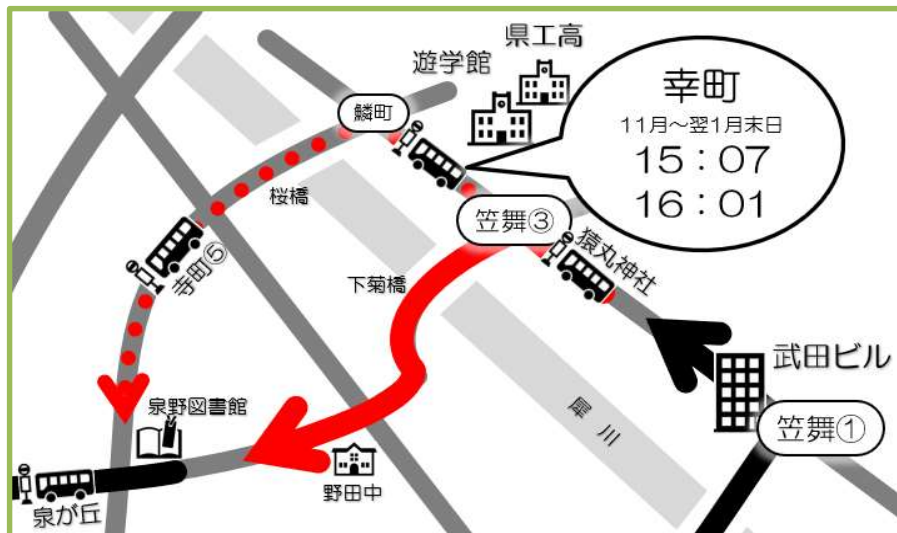 県工高
遊学館
幸町
11月~翌1月末日
15:07
16:01
鱗町
桜橋
笠舞③
猿丸神社
寺町⑤
下菊橋
武田ビル
笠舞①
犀川
泉野図書館
野田中
泉が丘